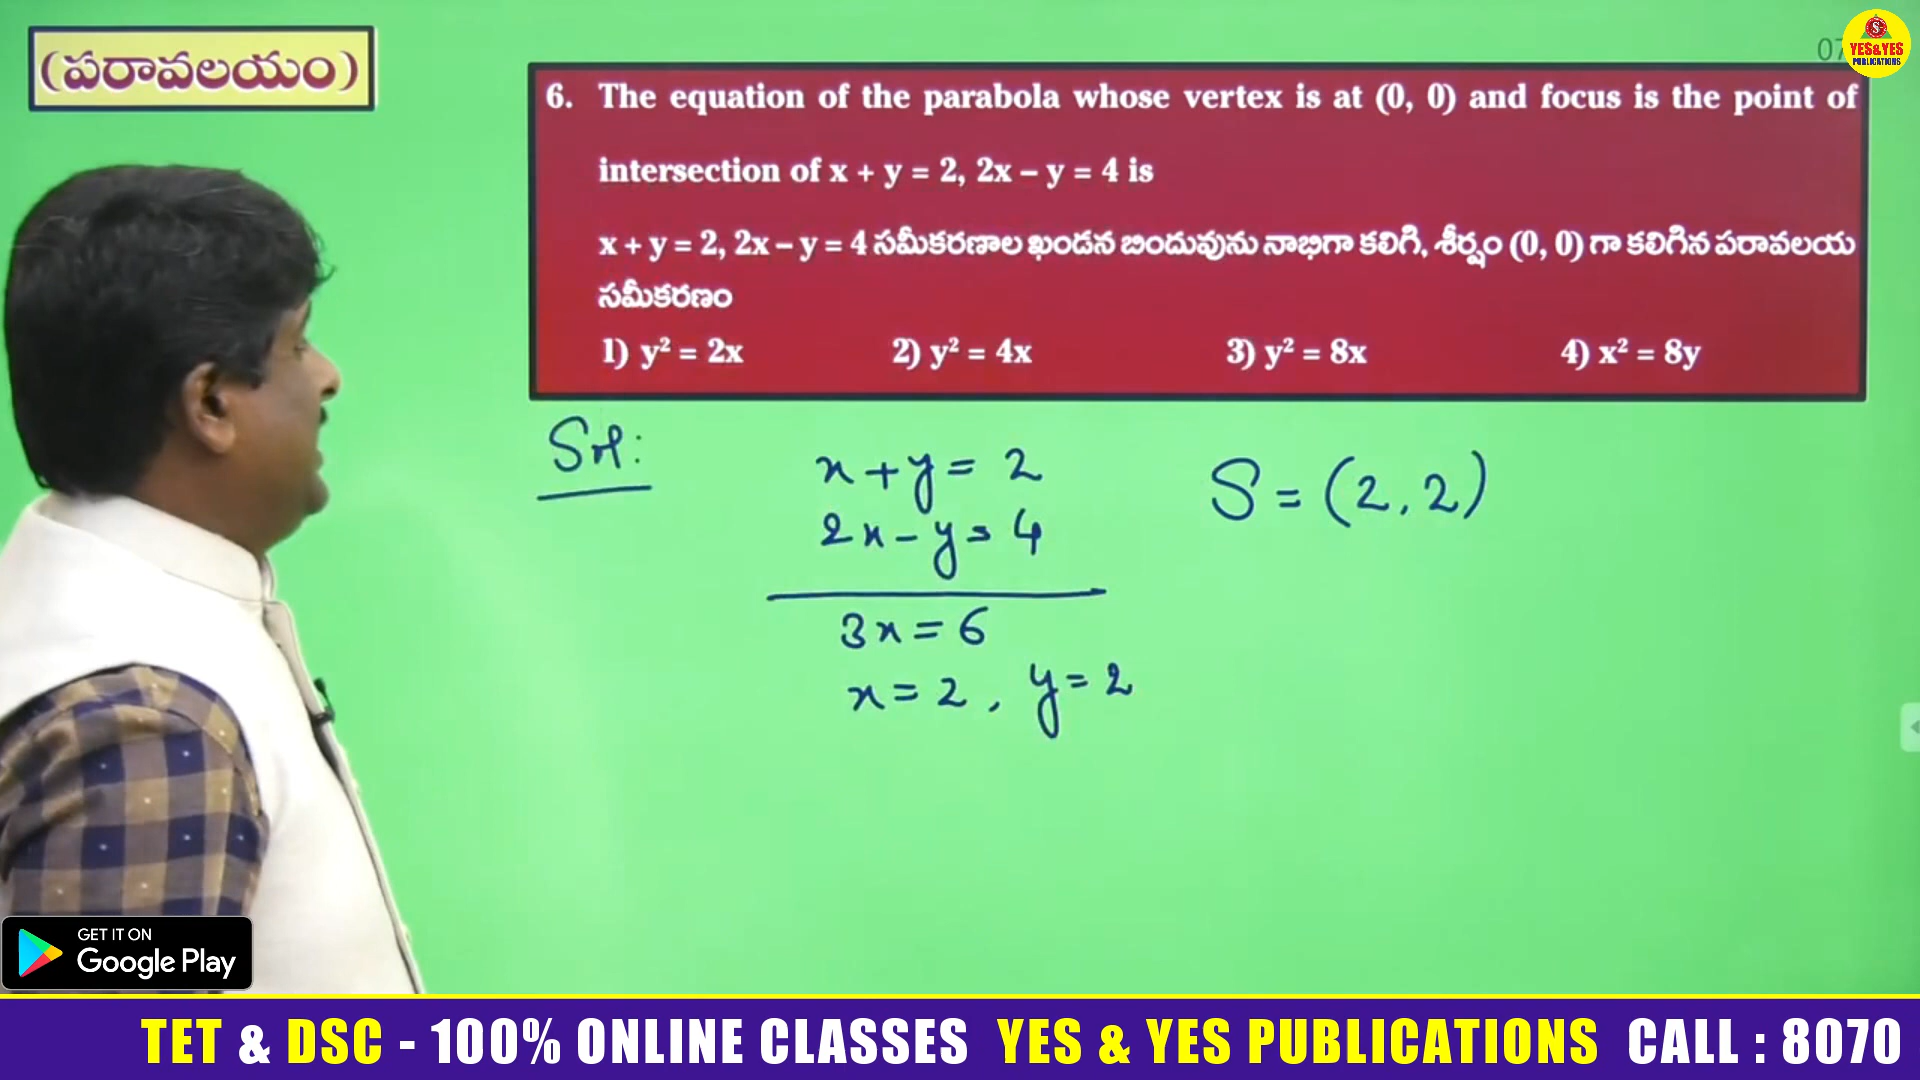 (పరావలయం)
07
YES&YES
PUBLICATIONS
6. The equation of the parabola whose vertex is at (0, 0) and focus is the point of
intersection of x + y = 2, 2x – y = 4 is
x + y = 2, 2x – y = 4 సమీకరణాల ఖండన బిందువును నాభిగా కలిగి, శీర్షం (0, 0) గా కలిగిన పరావలయ
సమీకరణం
1) y² = 2x 2) y² = 4x 3) y² = 8x 4) x² = 8y
Sol:
x + y = 2
2x - y = 4
3x = 6
x = 2, y = 2
S = (2, 2)
GET IT ON
Google Play
TET & DSC - 100% ONLINE CLASSES YES & YES PUBLICATIONS CALL : 8070